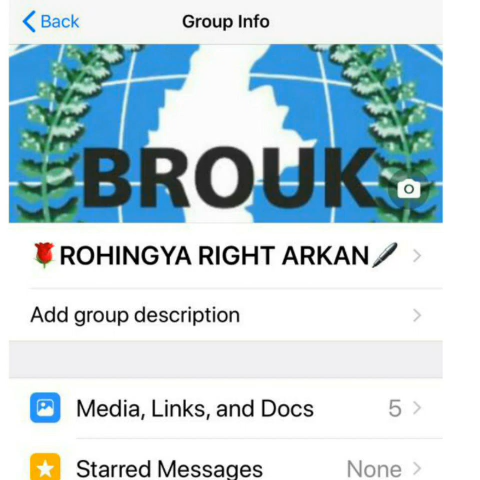 Back
Group Info
BROUK
🌹ROHINGYA RIGHT ARKAN🖋
Add group description
Media, Links, and Docs 5
Starred Messages None